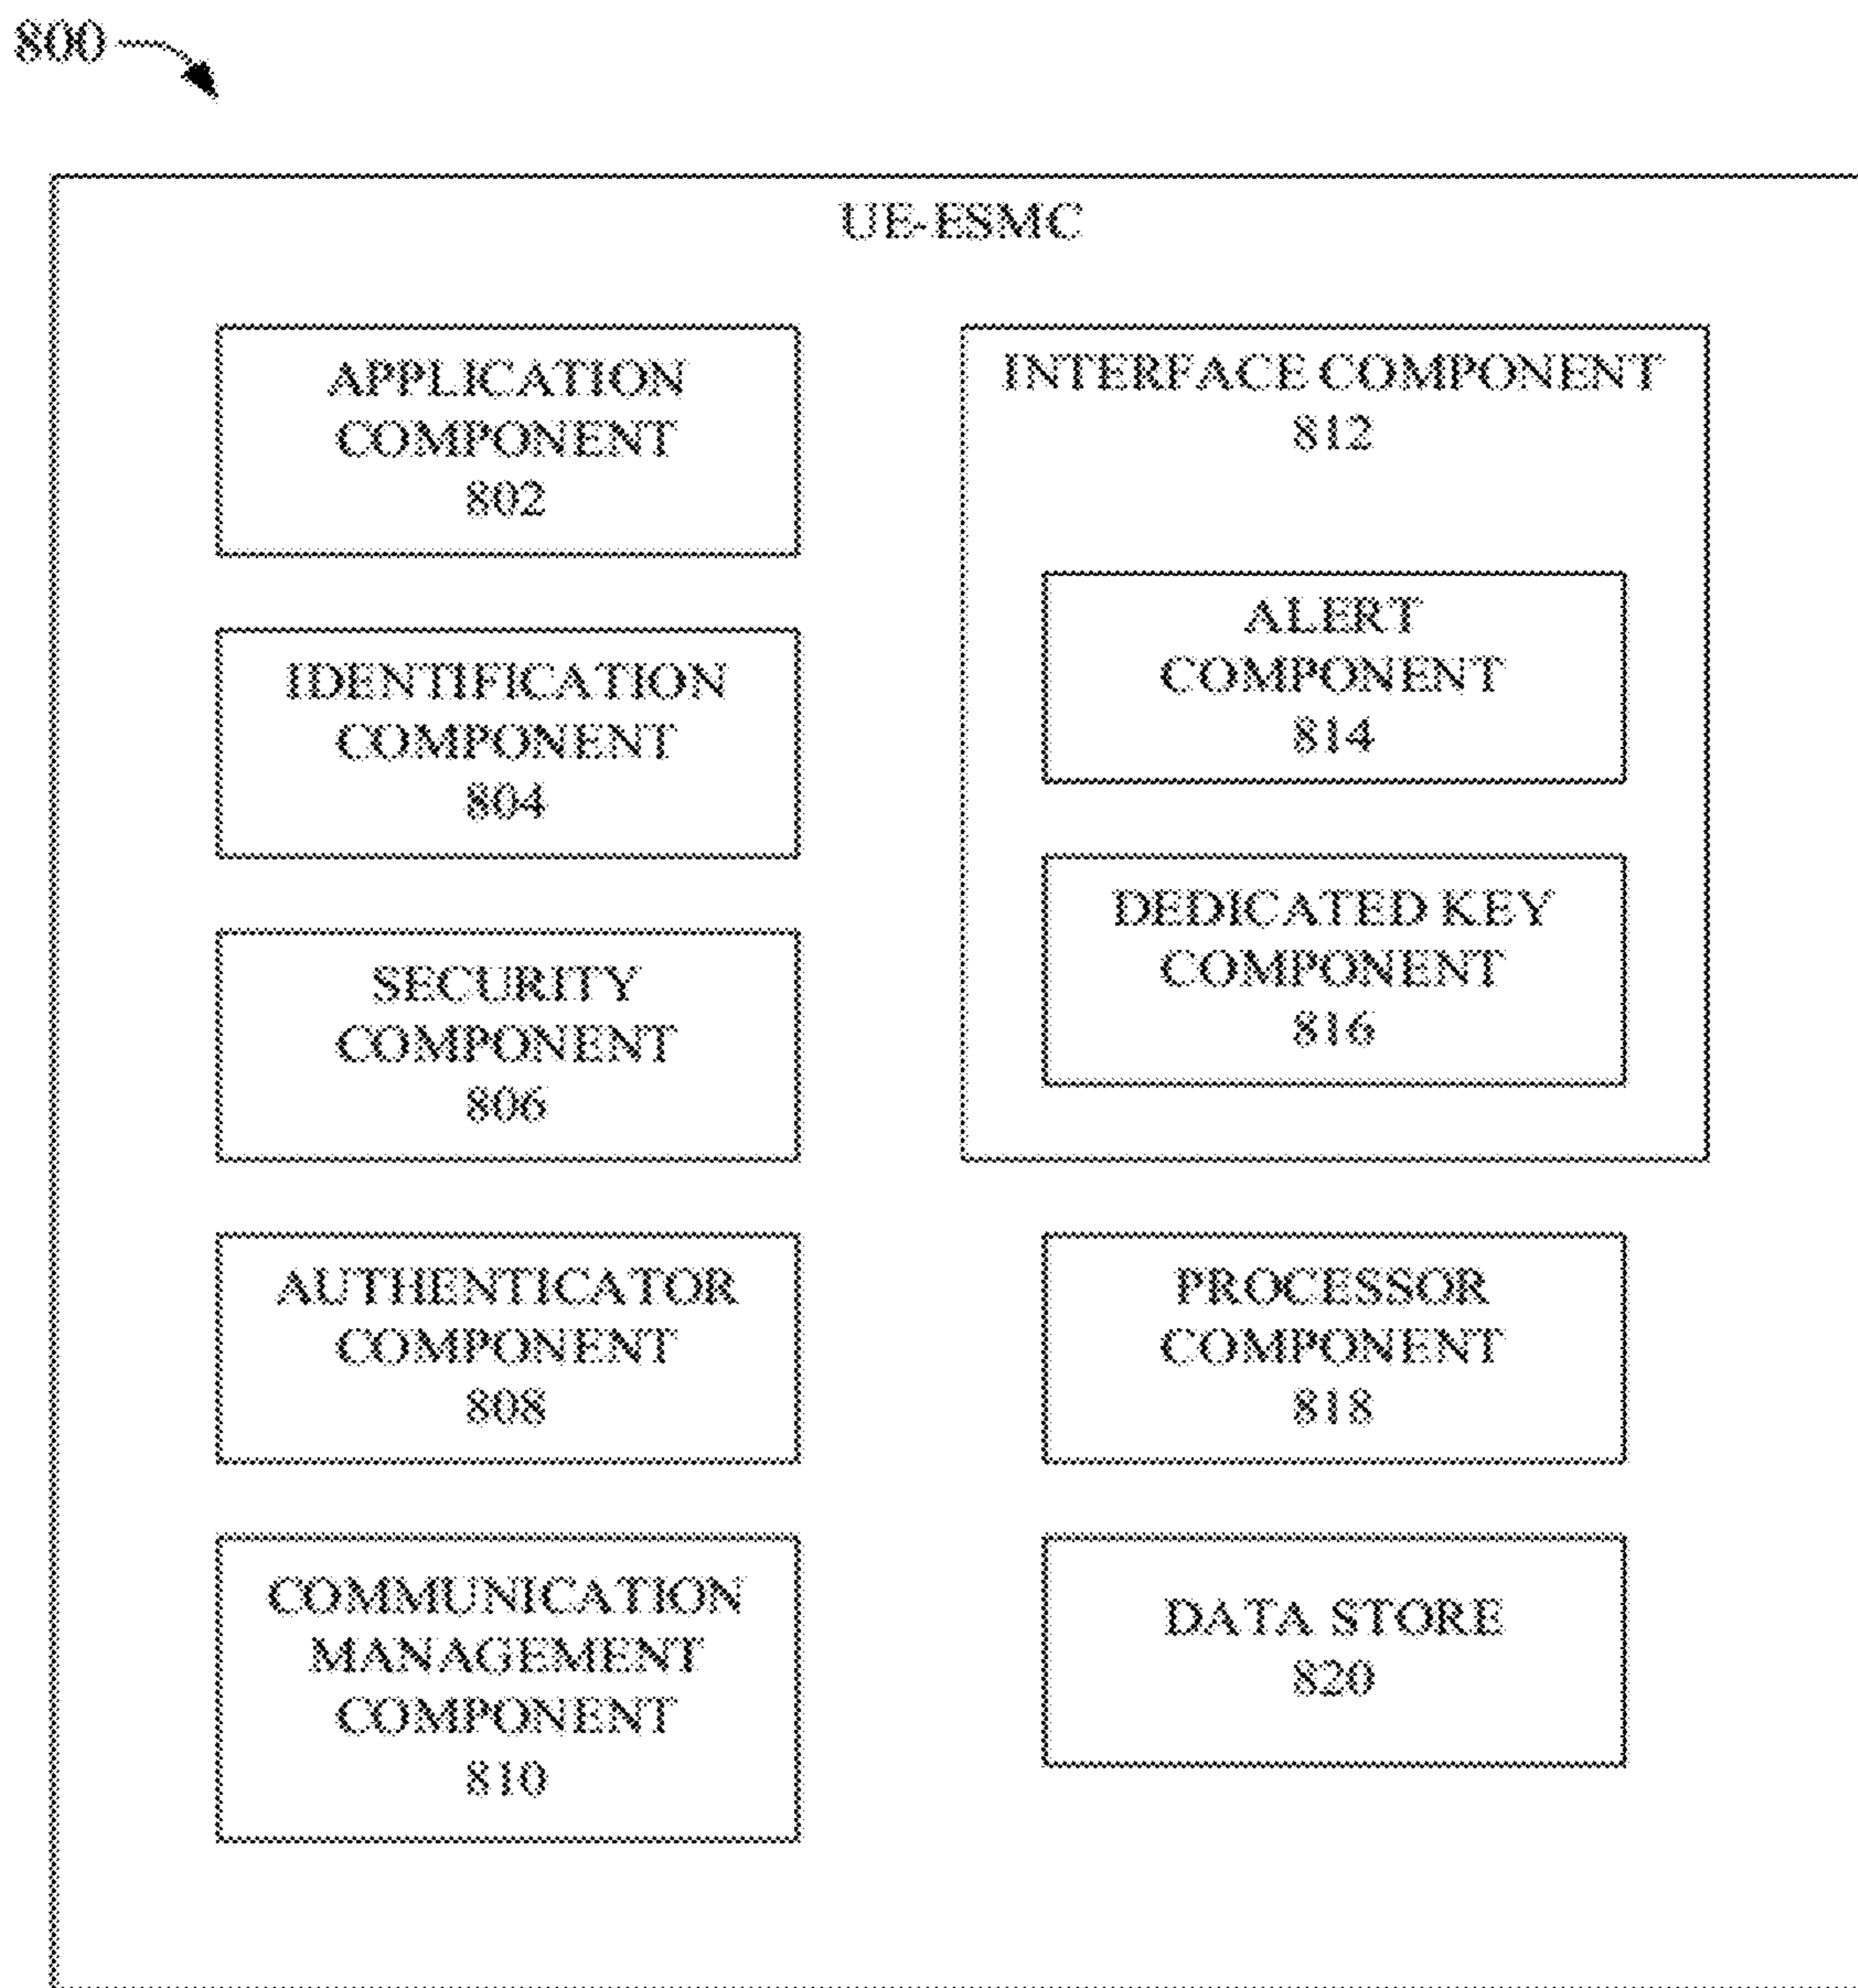 800
UE-ESMC
APPLICATION
COMPONENT
802
IDENTIFICATION
COMPONENT
804
SECURITY
COMPONENT
806
AUTHENTICATOR
COMPONENT
808
COMMUNICATION
MANAGEMENT
COMPONENT
810
INTERFACE COMPONENT
812
ALERT
COMPONENT
814
DEDICATED KEY
COMPONENT
816
PROCESSOR
COMPONENT
818
DATA STORE
820